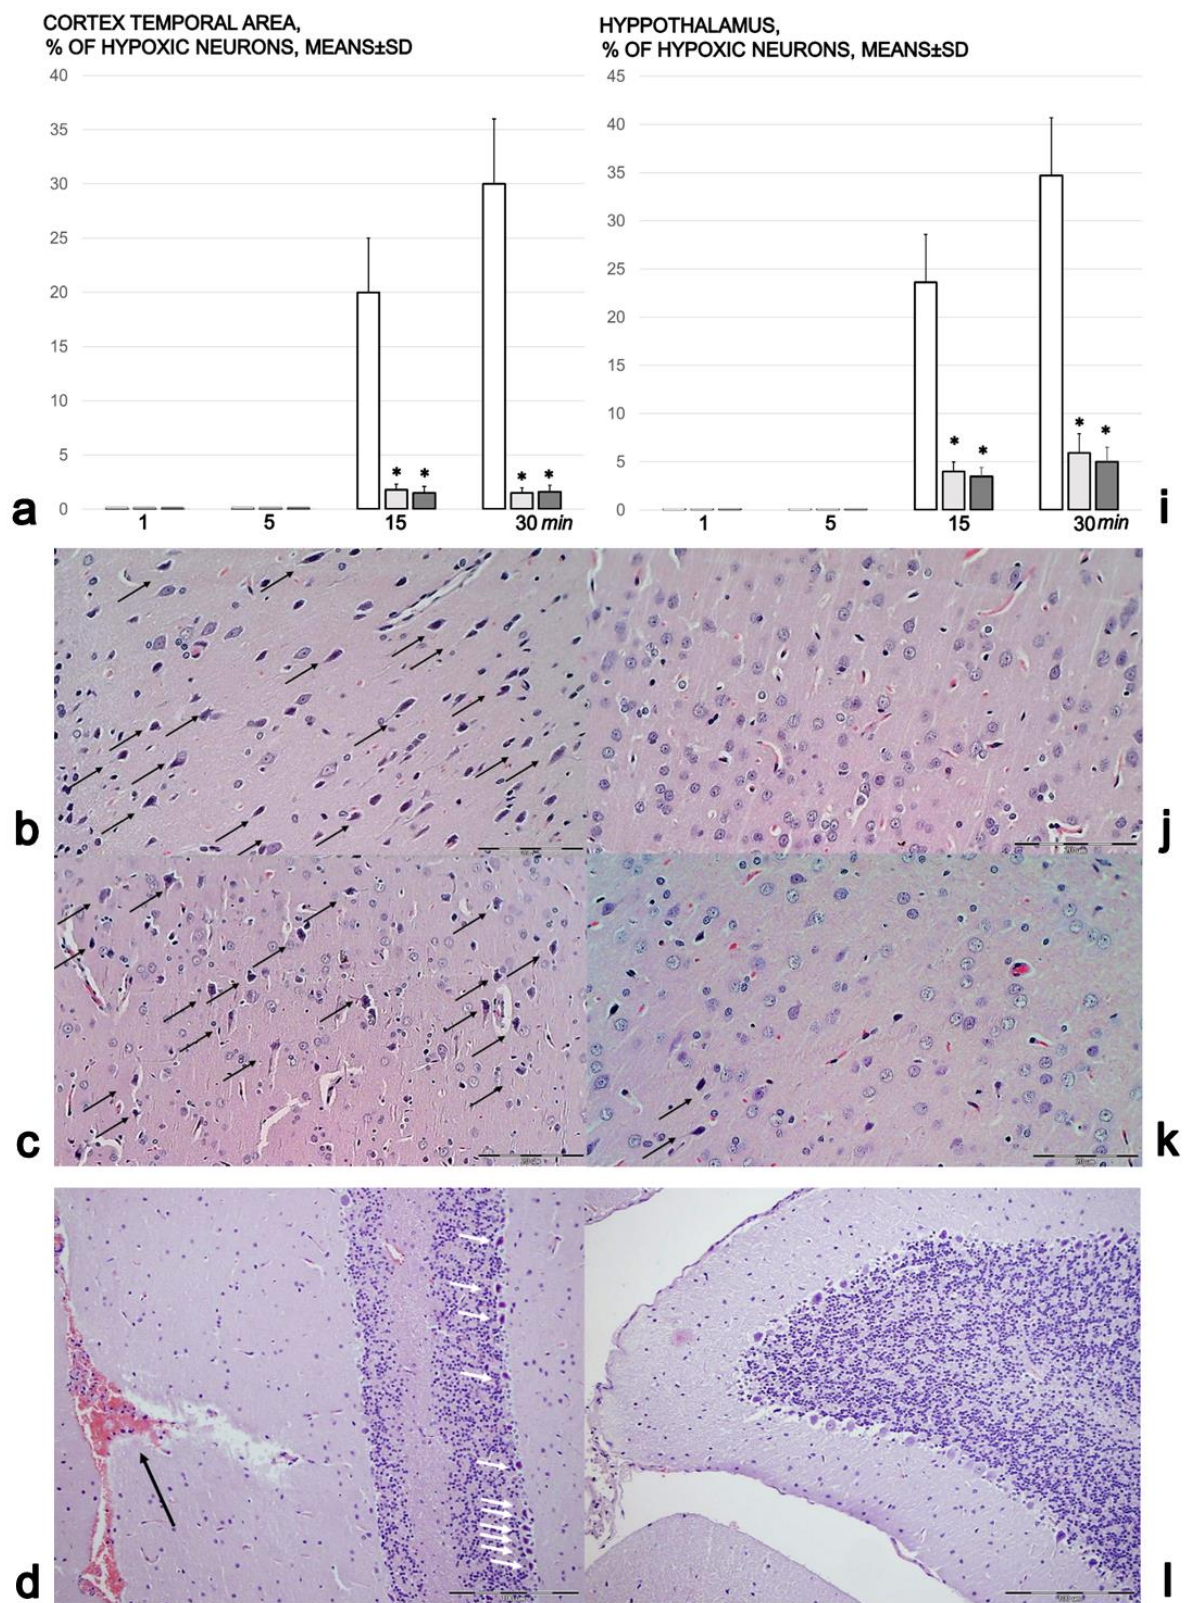 CORTEX TEMPORAL AREA,
% OF HYPOXIC NEURONS, MEANS±SD
40
35
30
25
20
15
10
5
0
* * * *
1 5 15 30 min
a
HYPPOTHALAMUS,
% OF HYPOXIC NEURONS, MEANS±SD
45
40
35
30
25
20
15
10
5
0
* * * *
1 5 15 30 min
i
b
j
c
k
d
l